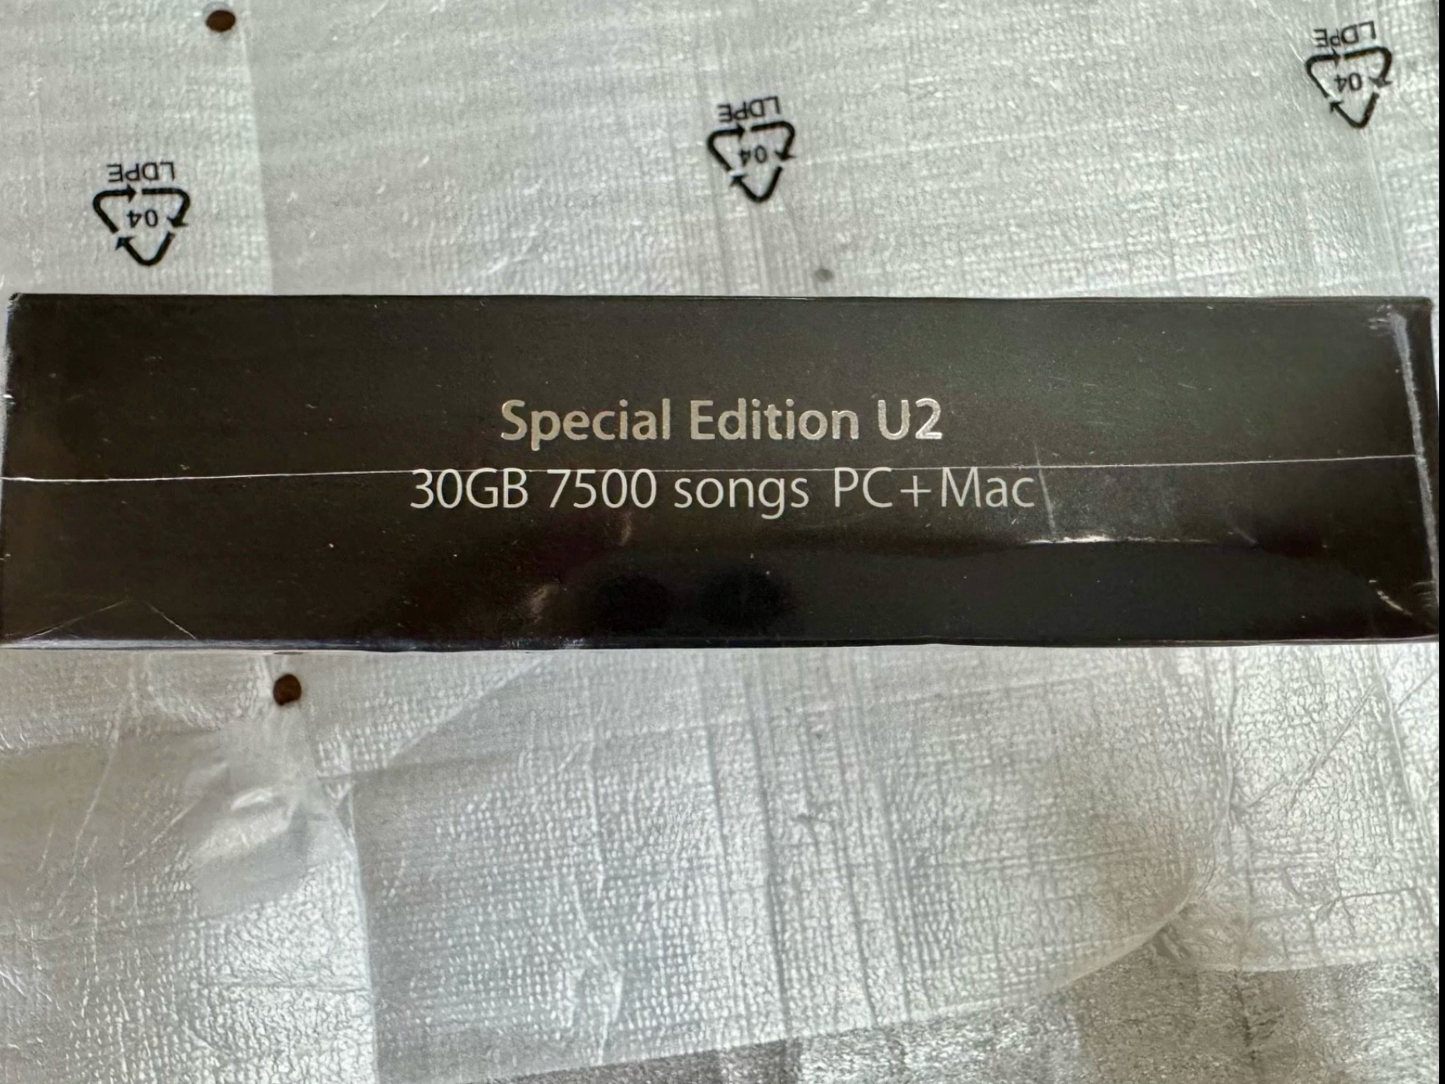 LDPE
04
LDPE
04
LDPE
04
Special Edition U2
30GB 7500 songs PC+Mac